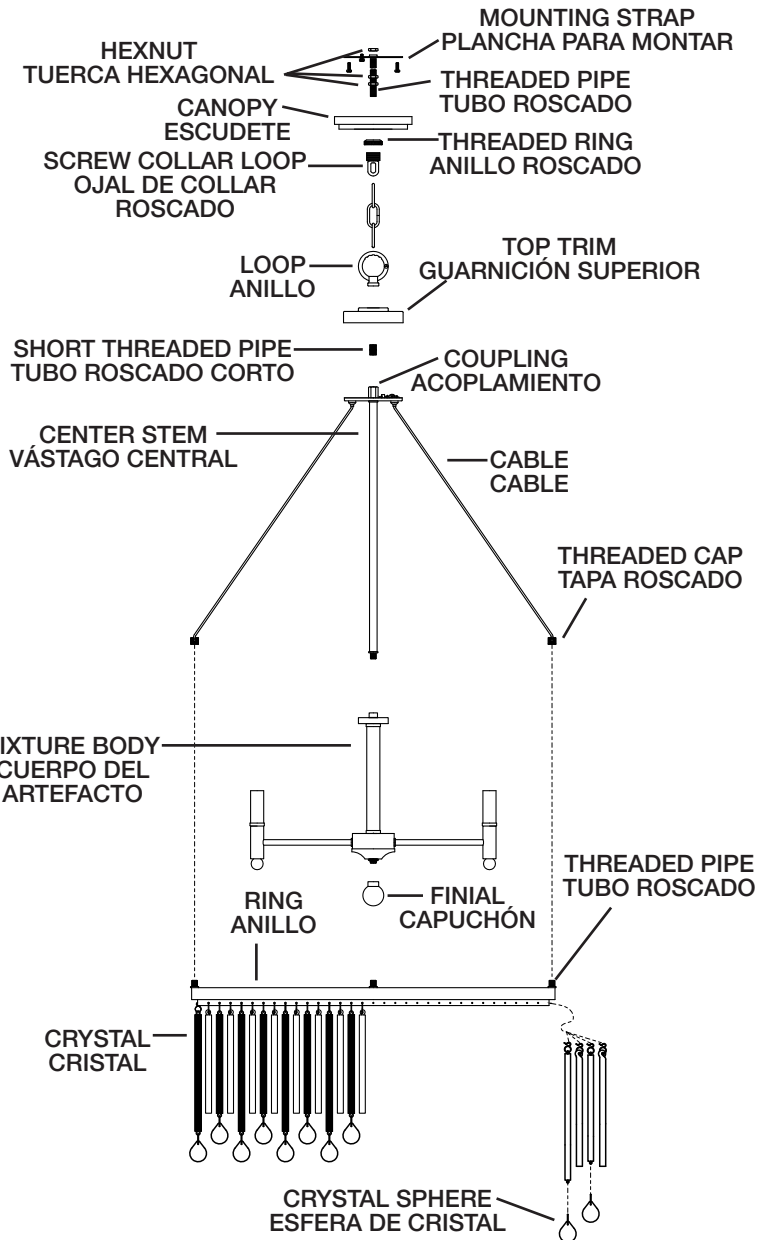 MOUNTING STRAP
PLANCHA PARA MONTAR
HEXNUT
TUERCA HEXAGONAL
THREADED PIPE
TUBO ROSCADO
CANOPY
ESCUDETE
THREADED RING
ANILLO ROSCADO
SCREW COLLAR LOOP
OJAL DE COLLAR
ROSCADO
TOP TRIM
GUARNICIÓN SUPERIOR
LOOP
ANILLO
SHORT THREADED PIPE
TUBO ROSCADO CORTO
COUPLING
ACOPLAMIENTO
CENTER STEM
VÁSTAGO CENTRAL
CABLE
CABLE
THREADED CAP
TAPA ROSCADO
IXTURE BODY
CUERPO DEL
ARTEFACTO
THREADED PIPE
TUBO ROSCADO
FINIAL
CAPUCHÓN
RING
ANILLO
CRYSTAL
CRISTAL
CRYSTAL SPHERE
ESFERA DE CRISTAL